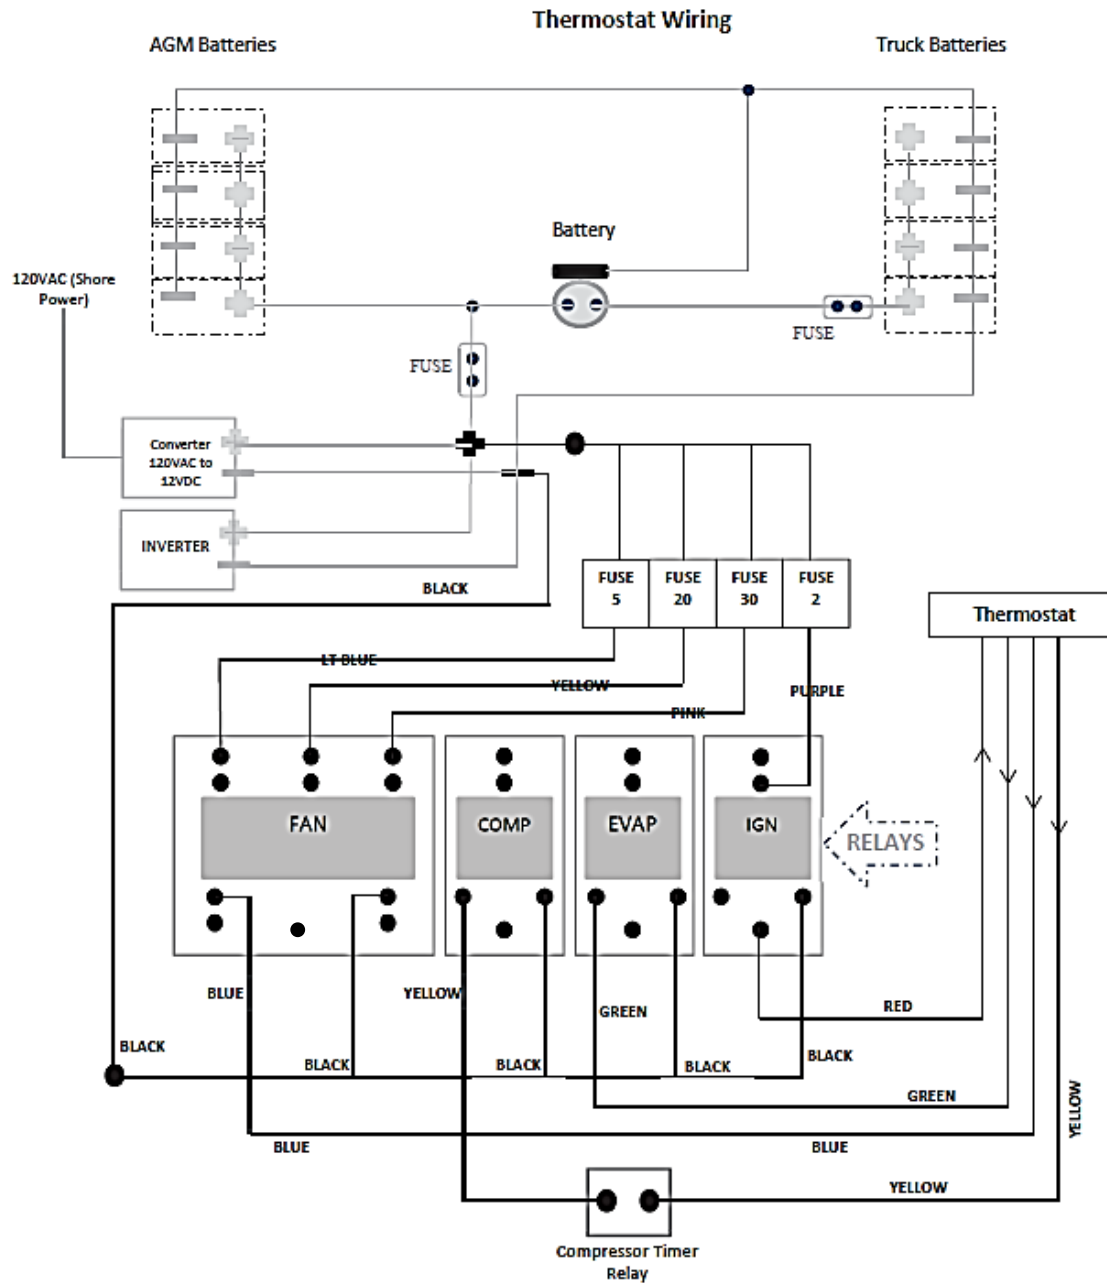 Thermostat Wiring
AGM Batteries
Truck Batteries
Battery
120VAC (Shore
Power)
FUSE
FUSE
Converter
120VAC to
12VDC
INVERTER
BLACK
FUSE
5
FUSE
20
FUSE
30
FUSE
2
Thermostat
LT BLUE
YELLOW
PINK
PURPLE
FAN
COMP
EVAP
IGN
RELAYS
BLUE
YELLOW
GREEN
RED
BLACK
BLACK
BLACK
BLACK
BLACK
GREEN
YELLOW
BLUE
BLUE
YELLOW
Compressor Timer
Relay